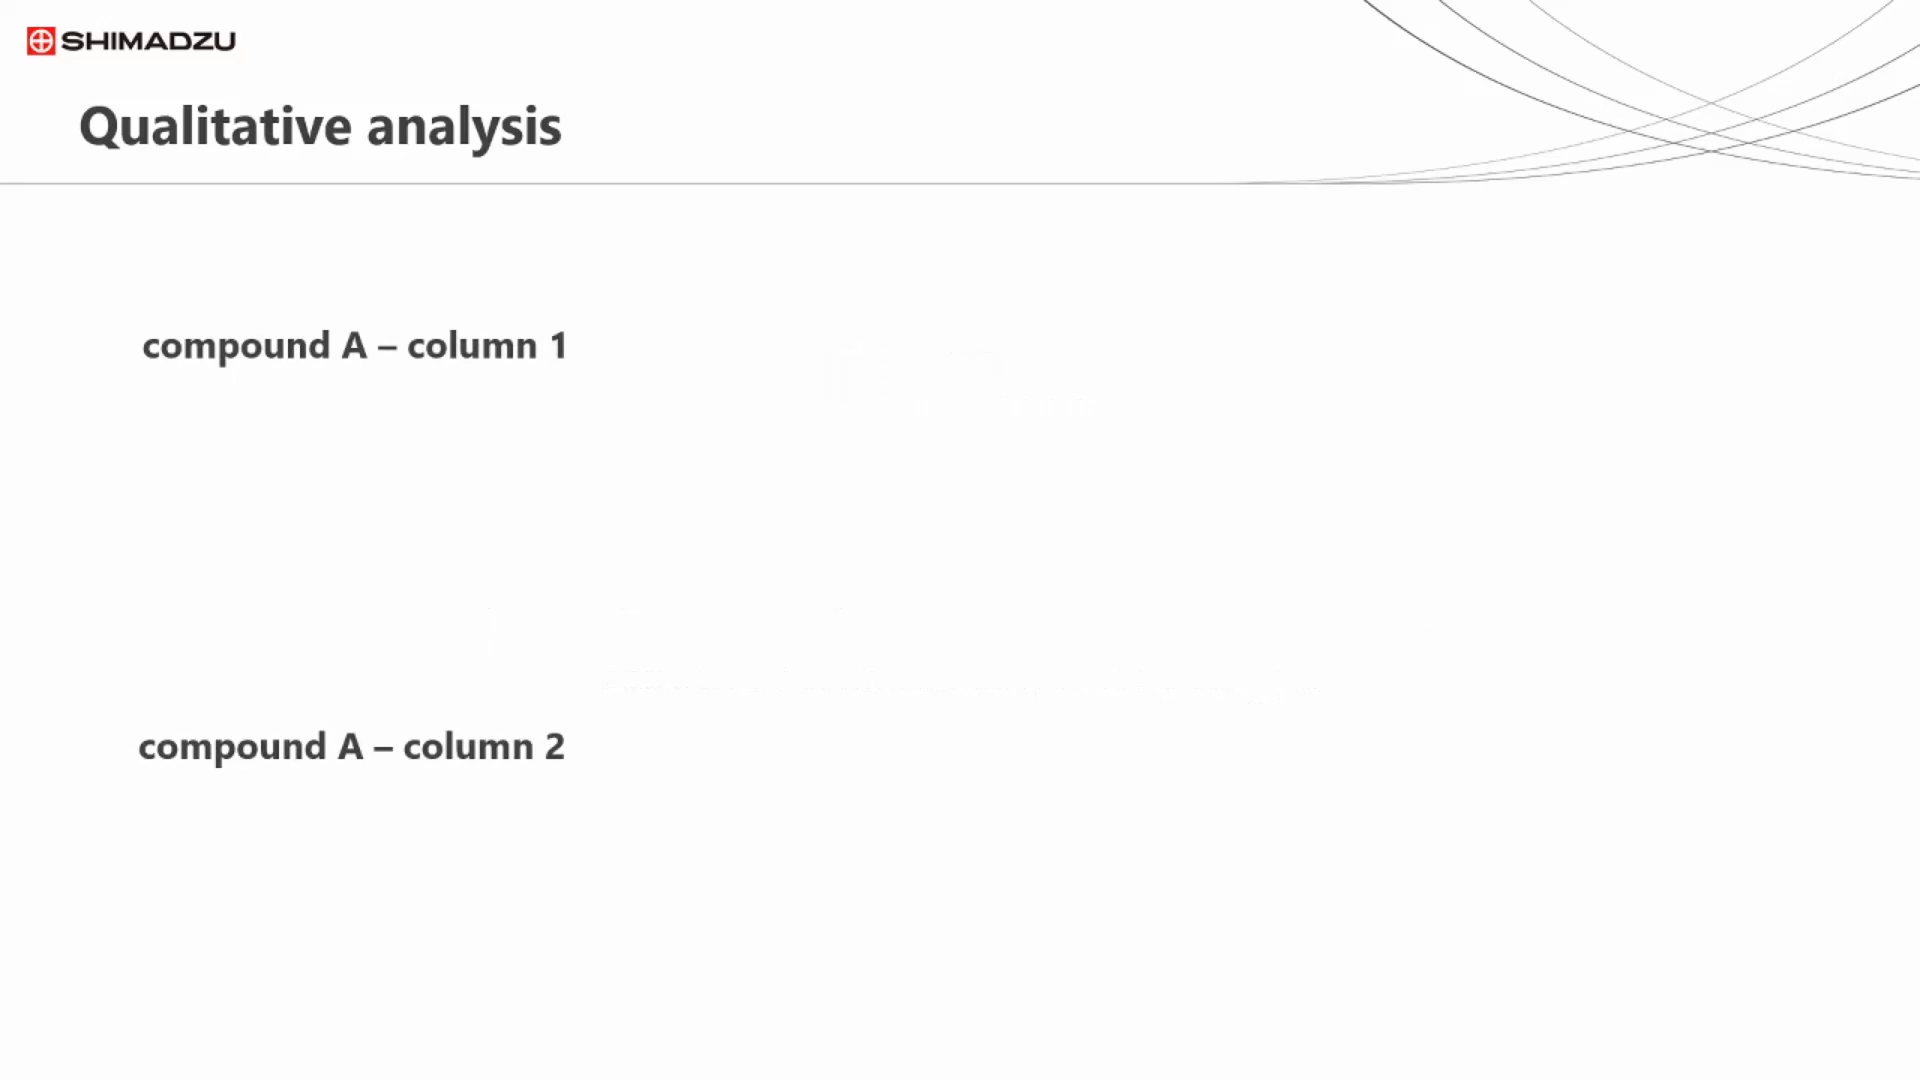 SHIMADZU
Qualitative analysis
compound A – column 1
compound A – column 2